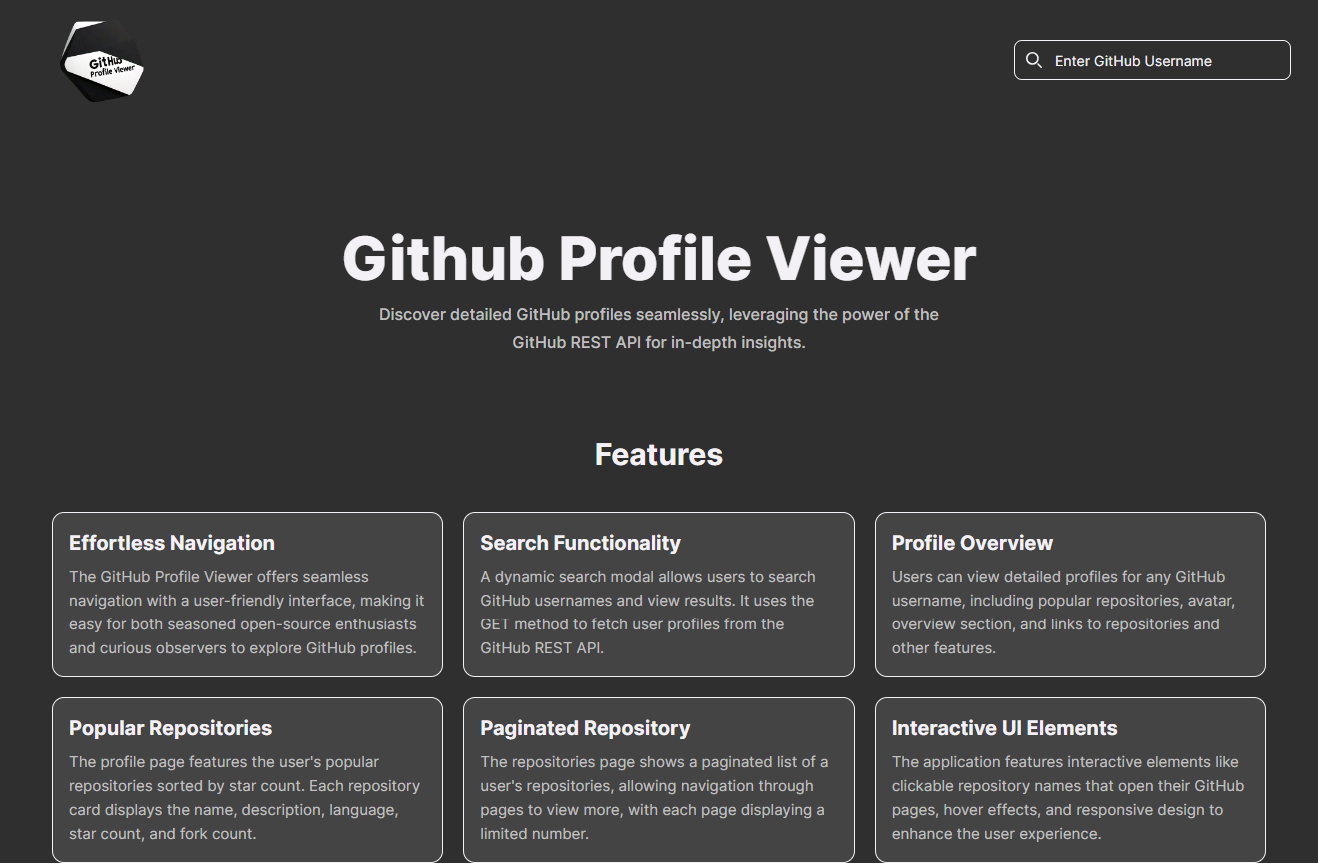 GitHub
Profile Viewer
Enter GitHub Username
Github Profile Viewer
Discover detailed GitHub profiles seamlessly, leveraging the power of the
GitHub REST API for in-depth insights.
Features
Effortless Navigation
The GitHub Profile Viewer offers seamless
navigation with a user-friendly interface, making it
easy for both seasoned open-source enthusiasts
and curious observers to explore GitHub profiles.
Search Functionality
A dynamic search modal allows users to search
GitHub usernames and view results. It uses the
GET method to fetch user profiles from the
GitHub REST API.
Profile Overview
Users can view detailed profiles for any GitHub
username, including popular repositories, avatar,
overview section, and links to repositories and
other features.
Popular Repositories
The profile page features the user's popular
repositories sorted by star count. Each repository
card displays the name, description, language,
star count, and fork count.
Paginated Repository
The repositories page shows a paginated list of a
user's repositories, allowing navigation through
pages to view more, with each page displaying a
limited number.
Interactive UI Elements
The application features interactive elements like
clickable repository names that open their GitHub
pages, hover effects, and responsive design to
enhance the user experience.